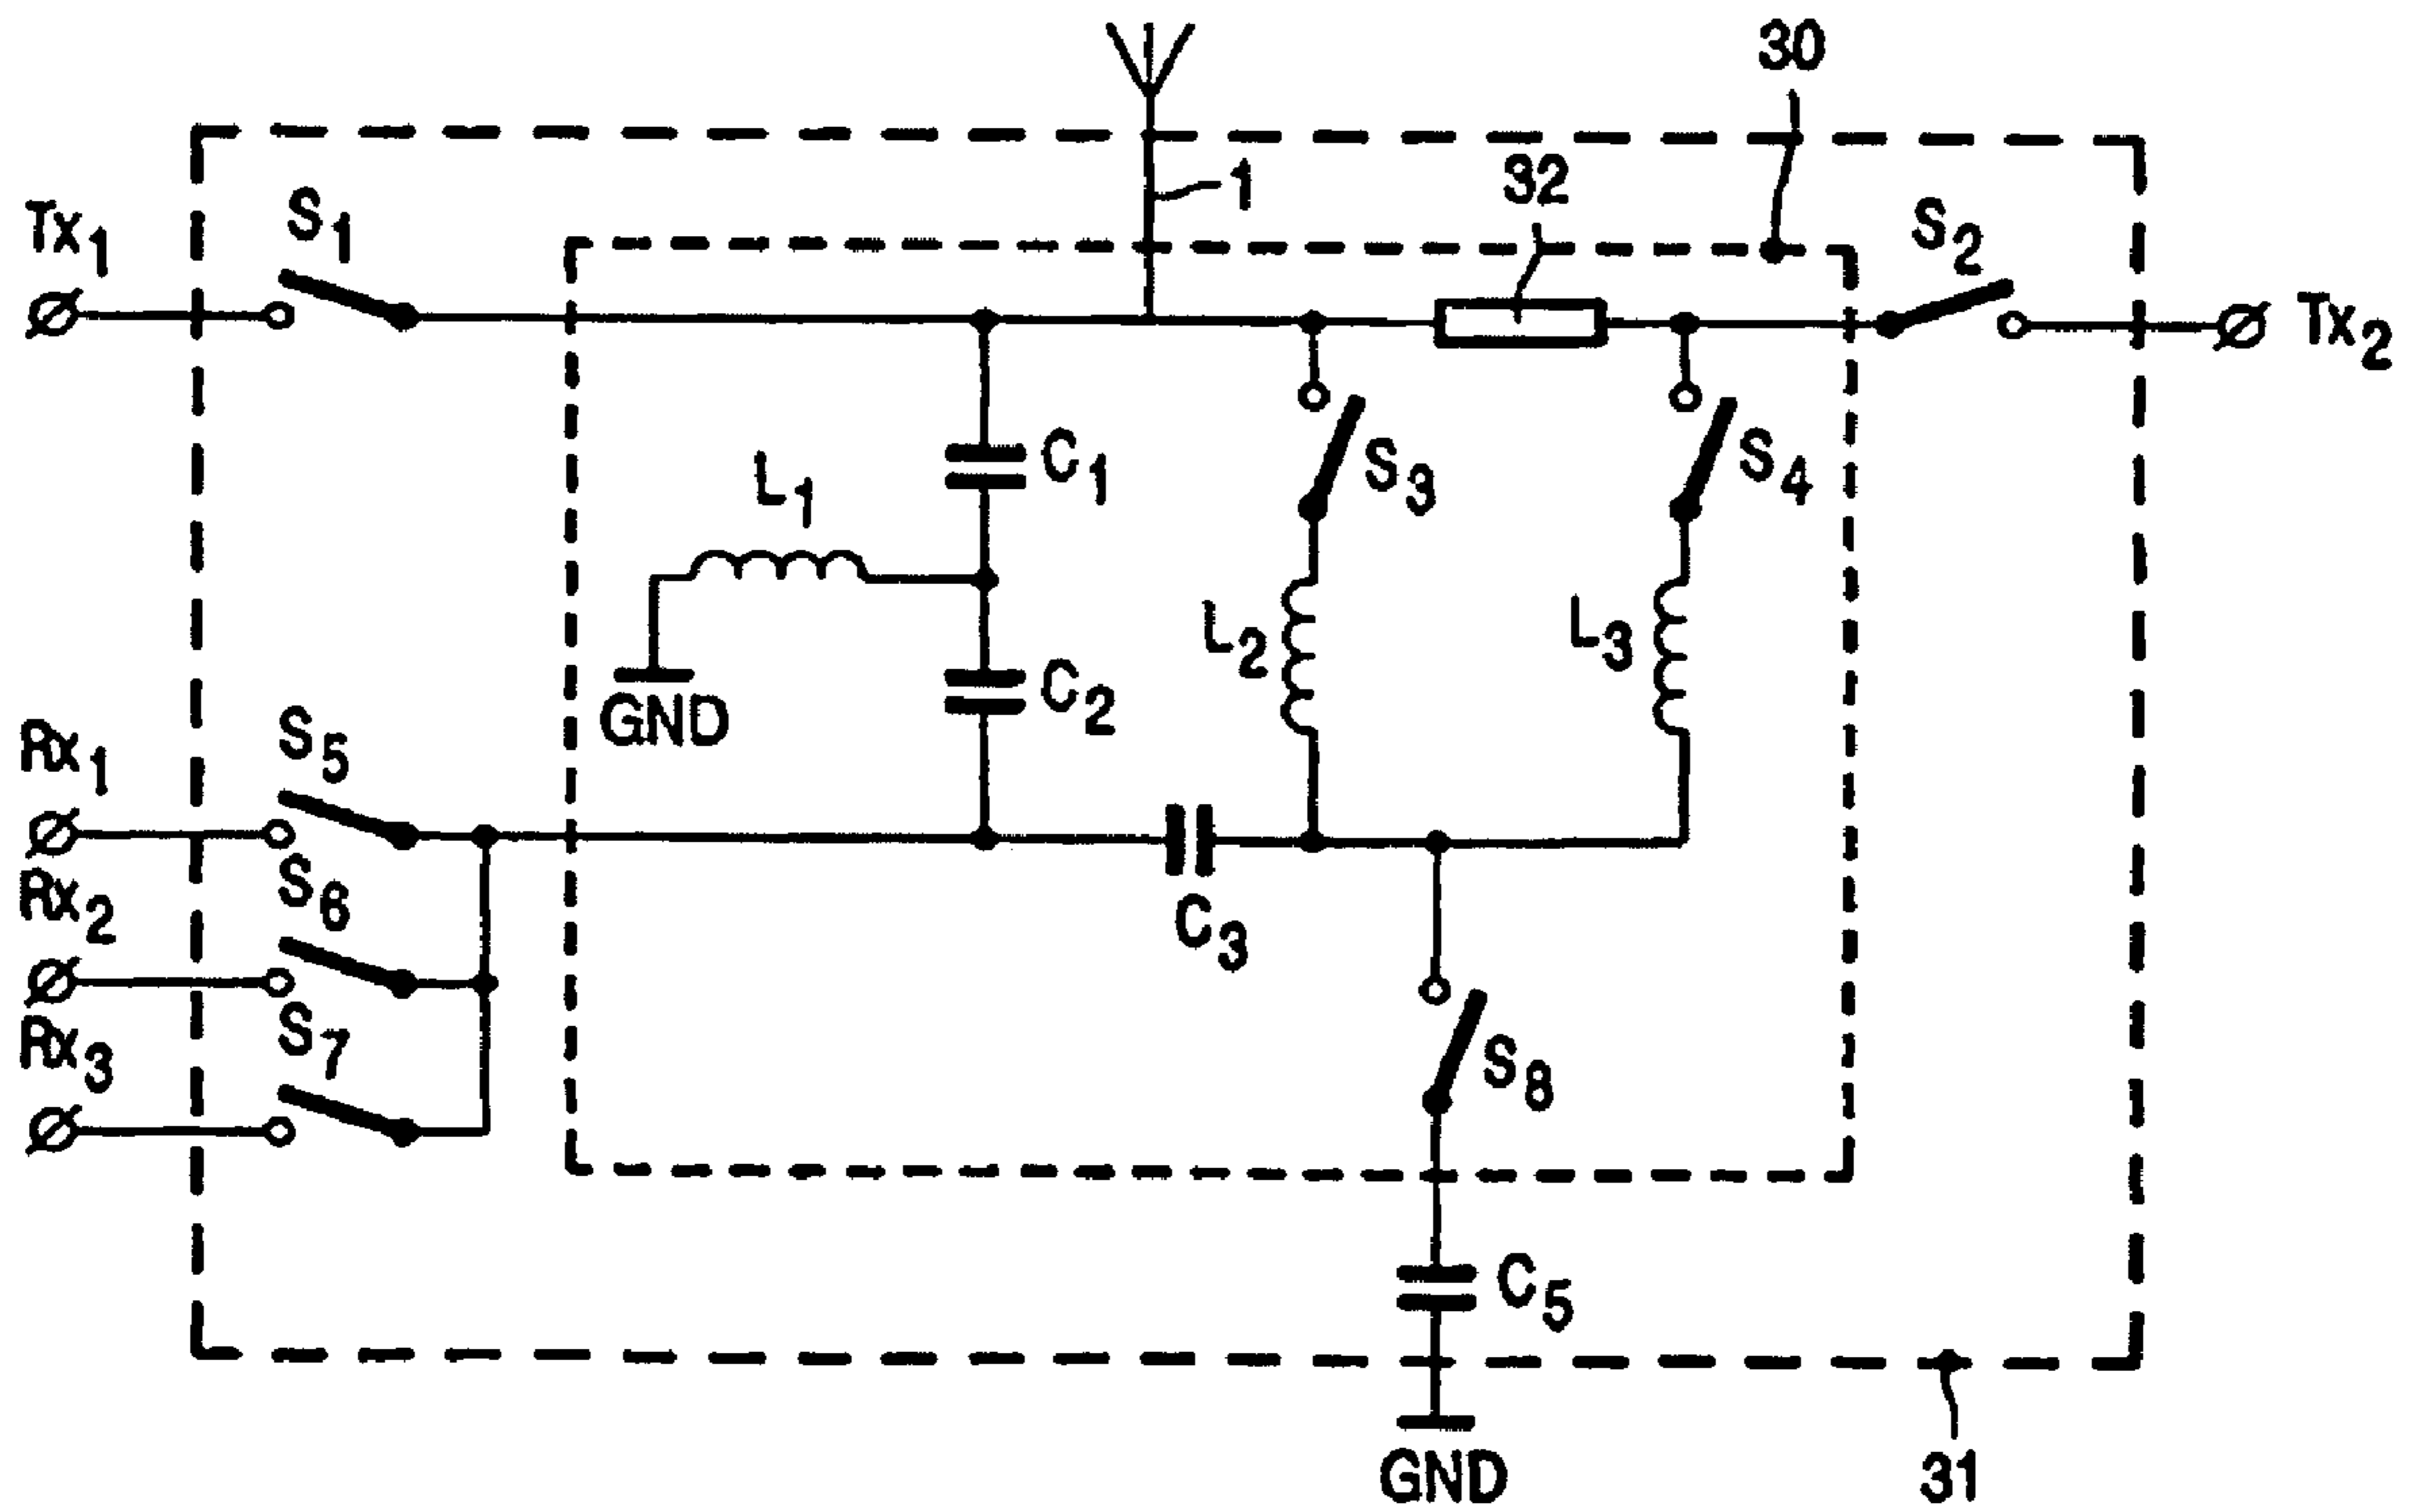 30
1
32
Tx1
S1
S2
Tx2
C1
S3
S4
L1
L2
L3
C2
GND
Rx1
S5
Rx2
S6
C3
Rx3
S7
S8
C5
GND
31